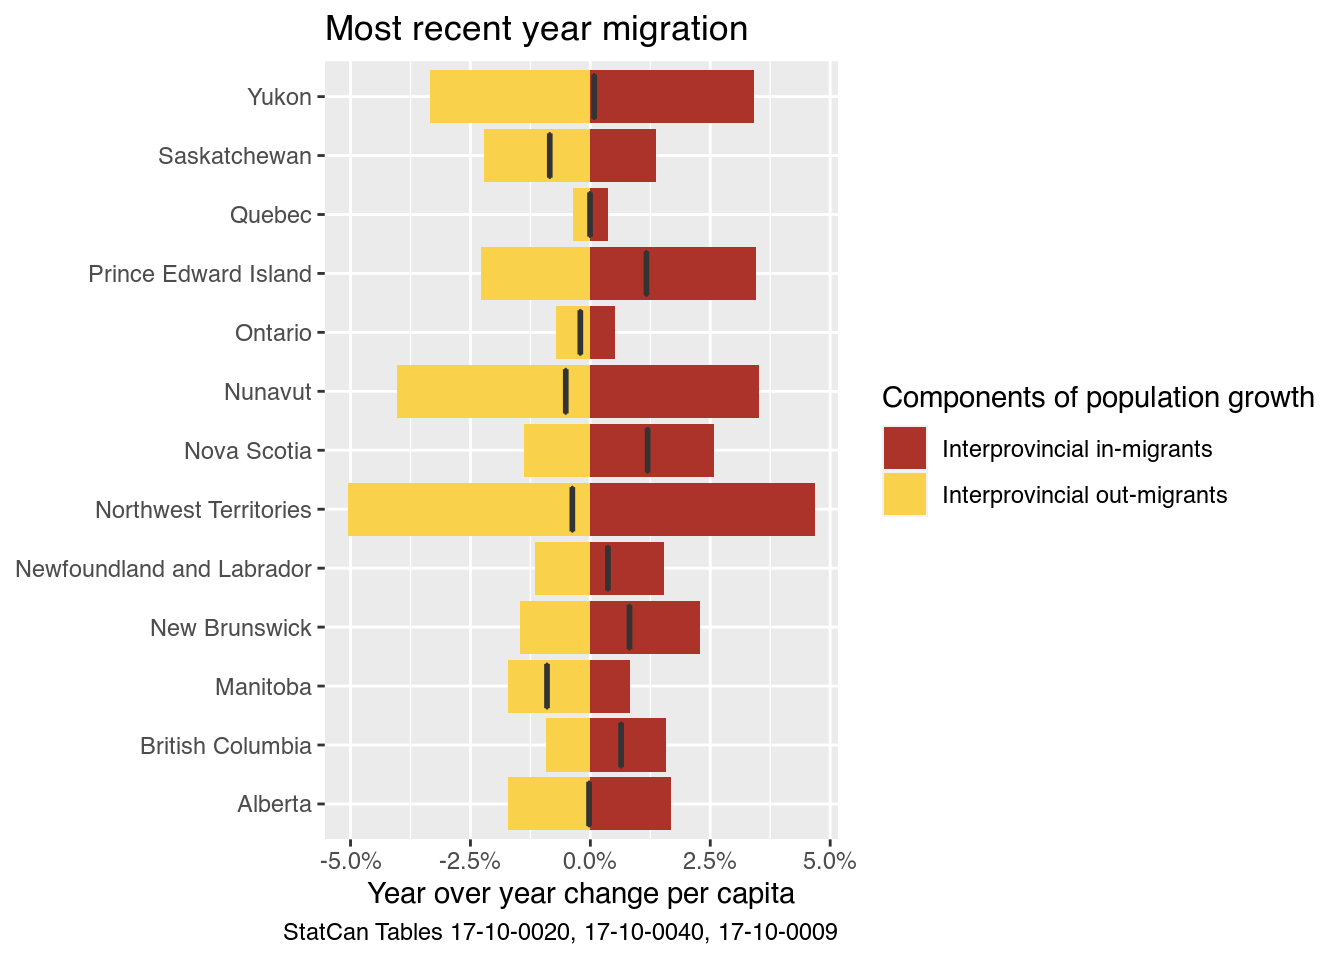 Most recent year migration
Yukon
Saskatchewan
Quebec
Prince Edward Island
Ontario
Nunavut
Nova Scotia
Northwest Territories
Newfoundland and Labrador
New Brunswick
Manitoba
British Columbia
Alberta
-5.0% -2.5% 0.0% 2.5% 5.0%
Year over year change per capita
StatCan Tables 17-10-0020, 17-10-0040, 17-10-0009
Components of population growth
Interprovincial in-migrants
Interprovincial out-migrants